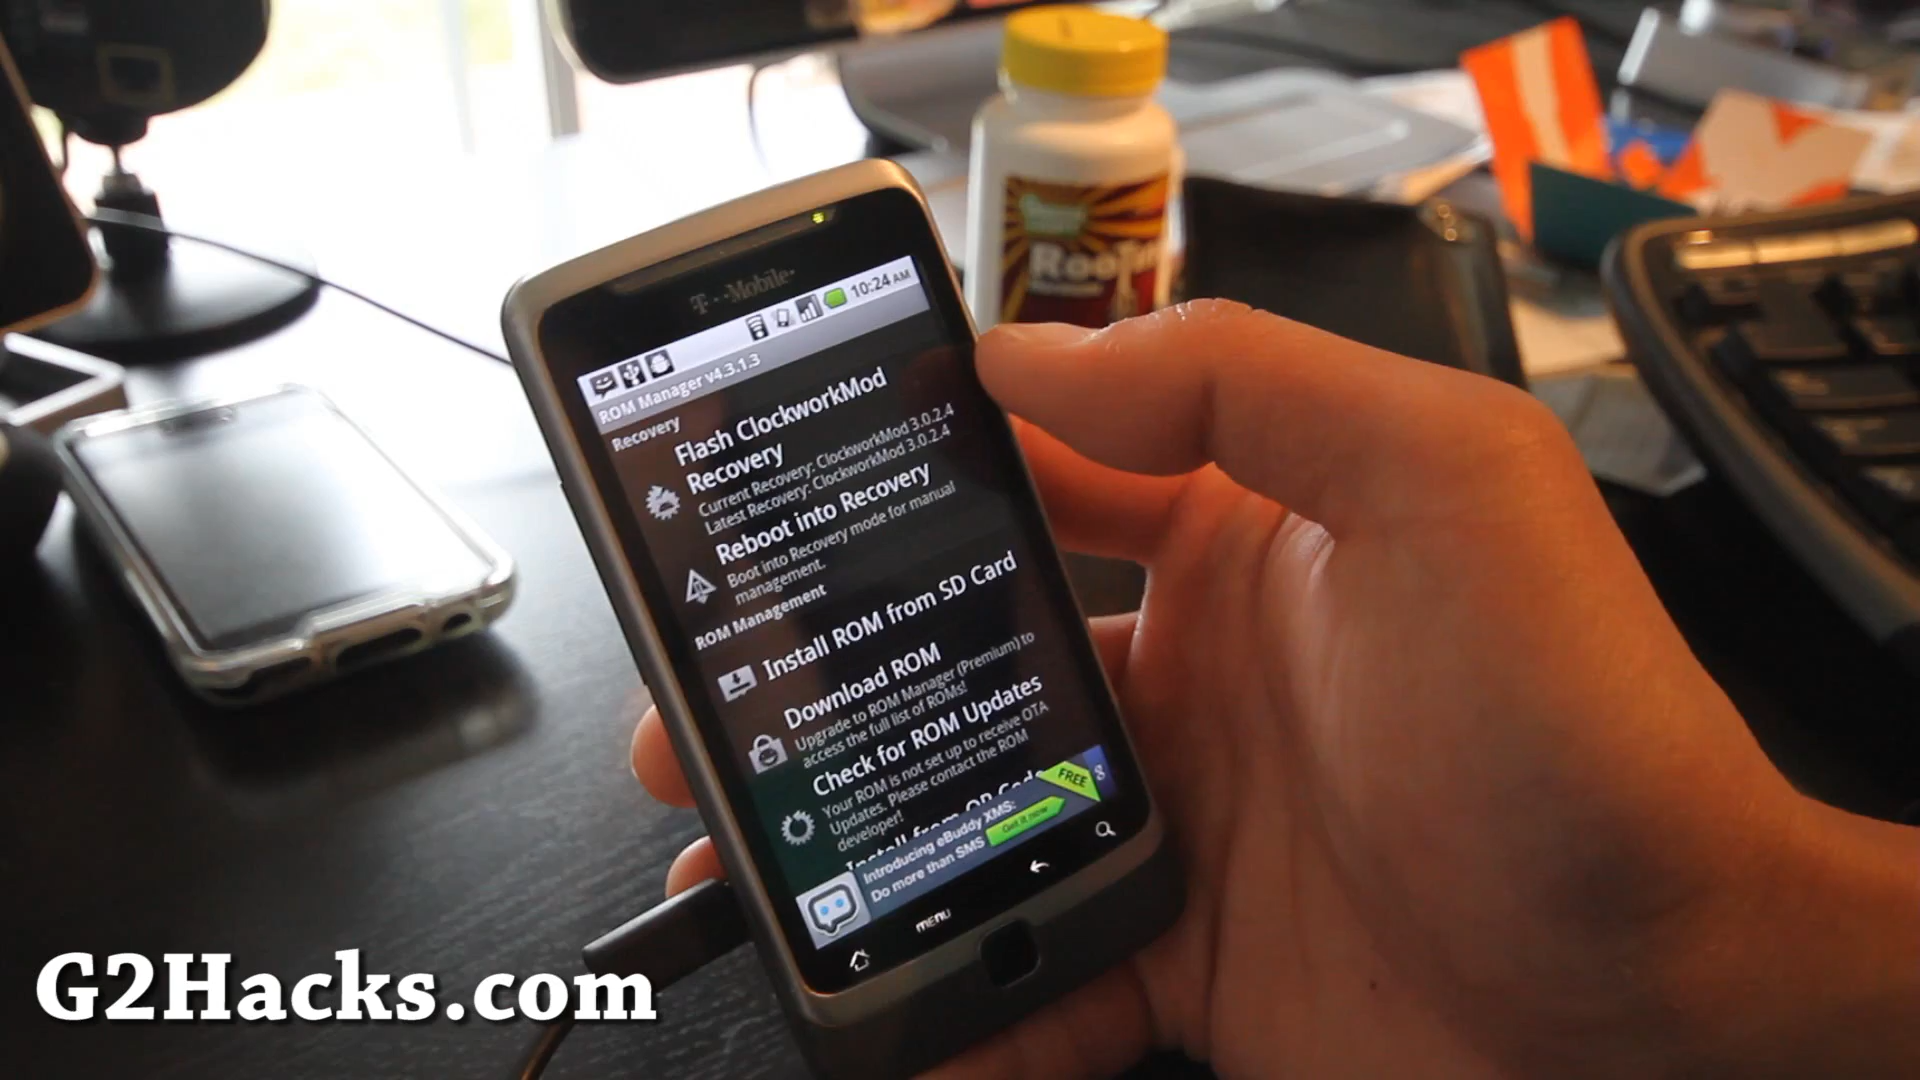 T··Mobile·
10:24 AM
ROM Manager v4.3.1.3
Recovery
Flash ClockworkMod
Recovery
Current Recovery: ClockworkMod 3.0.2.4
Latest Recovery: ClockworkMod 3.0.2.4
Reboot into Recovery
Boot into Recovery mode for manual
management.
ROM Management
Install ROM from SD Card
Download ROM
Upgrade to ROM Manager (Premium) to
access the full list of ROMs!
Check for ROM Updates
Your ROM is not set up to receive OTA
Updates. Please contact the ROM
developer!
Install from QR Code
FREE
g
Introducing eBuddy XMS:
Do more than SMS
Get it now
MENU
G2Hacks.com